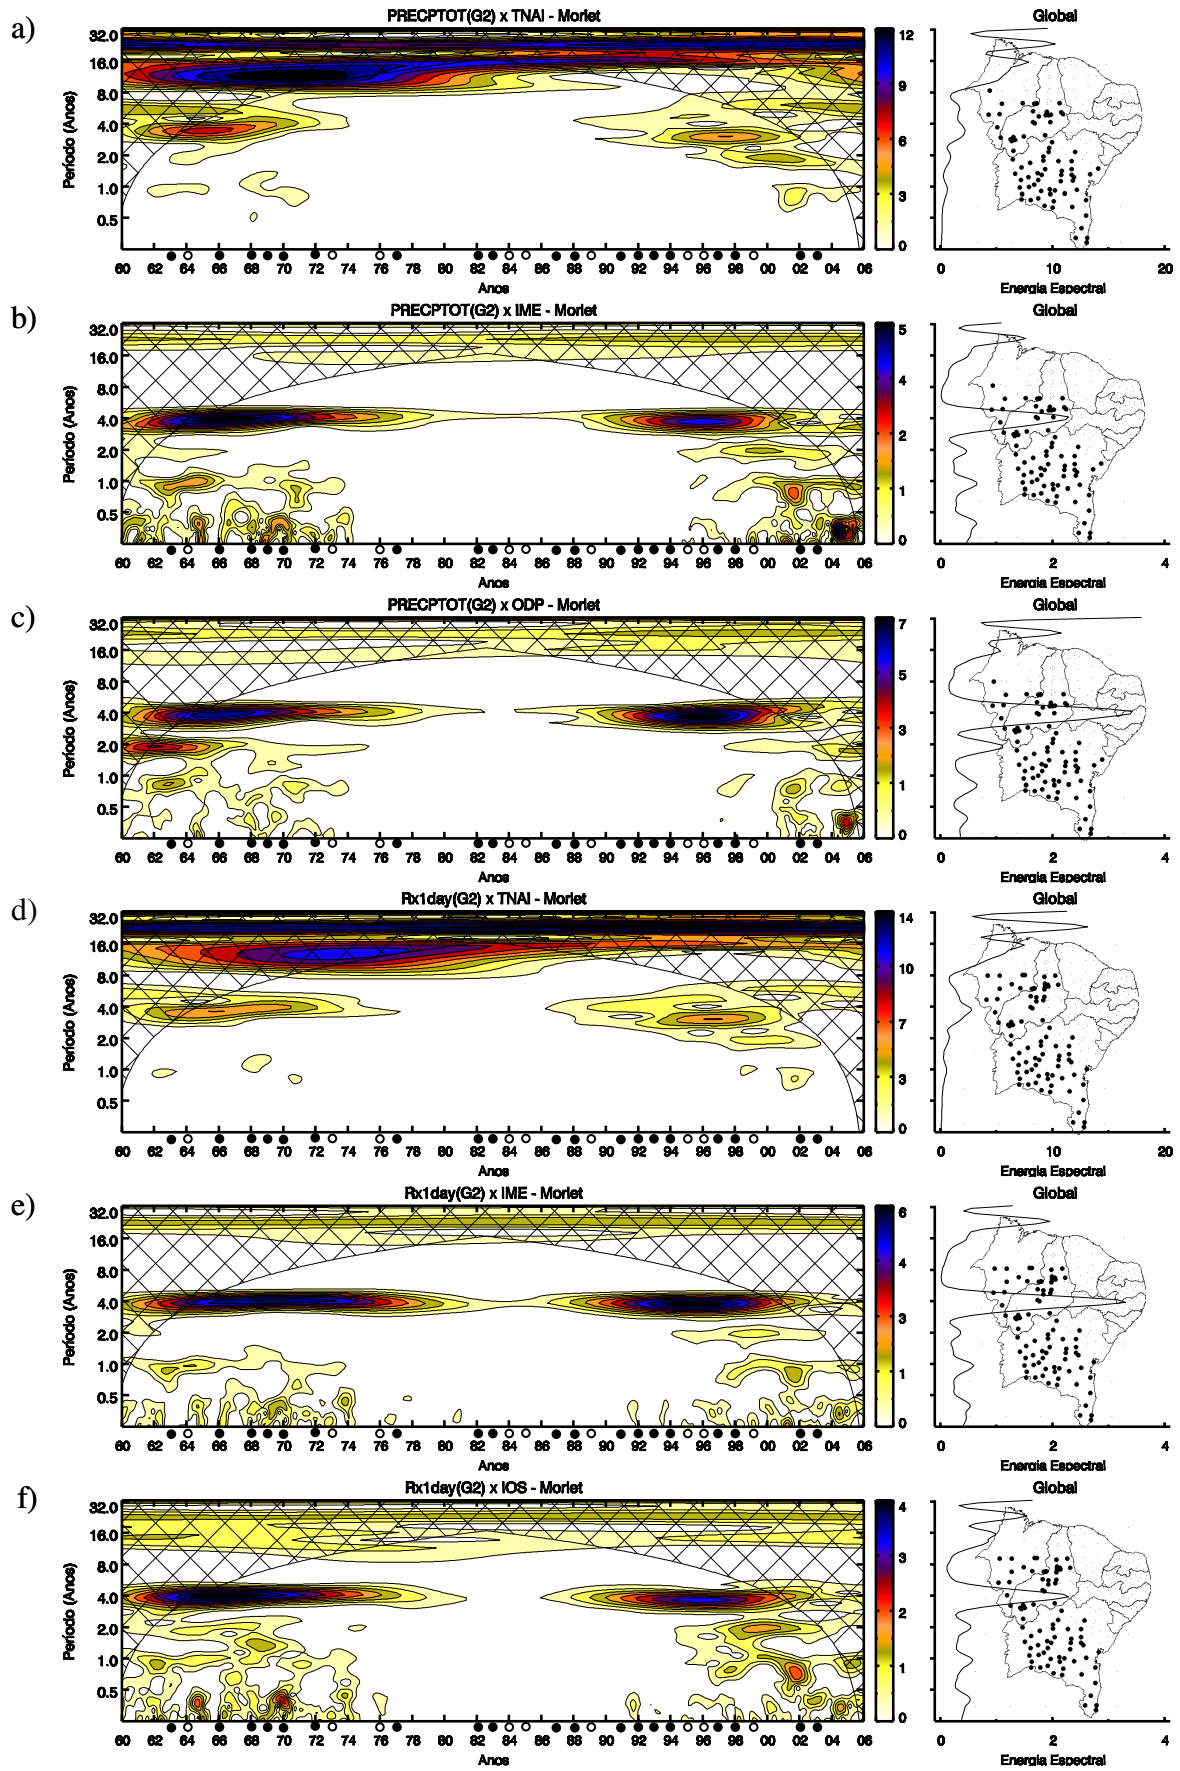 a)
PRECPTOT(G2) x TNAI - Morlet
Global
Período (Anos)
32.0
16.0
8.0
4.0
2.0
1.0
0.5
12
9
6
3
0
60 62 64 66 68 70 72 74 76 78 80 82 84 86 88 90 92 94 96 98 00 02 04 06
Anos
0 10 20
Energia Espectral
b)
PRECPTOT(G2) x IME - Morlet
Global
Período (Anos)
32.0
16.0
8.0
4.0
2.0
1.0
0.5
5
4
2
1
0
60 62 64 66 68 70 72 74 76 78 80 82 84 86 88 90 92 94 96 98 00 02 04 06
Anos
0 2 4
Energia Espectral
c)
PRECPTOT(G2) x ODP - Morlet
Global
Período (Anos)
32.0
16.0
8.0
4.0
2.0
1.0
0.5
7
5
3
1
0
60 62 64 66 68 70 72 74 76 78 80 82 84 86 88 90 92 94 96 98 00 02 04 06
Anos
0 2 4
Energia Espectral
d)
Rx1day(G2) x TNAI - Morlet
Global
Período (Anos)
32.0
16.0
8.0
4.0
2.0
1.0
0.5
14
10
7
3
0
60 62 64 66 68 70 72 74 76 78 80 82 84 86 88 90 92 94 96 98 00 02 04 06
Anos
0 10 20
Energia Espectral
e)
Rx1day(G2) x IME - Morlet
Global
Período (Anos)
32.0
16.0
8.0
4.0
2.0
1.0
0.5
6
4
3
1
0
60 62 64 66 68 70 72 74 76 78 80 82 84 86 88 90 92 94 96 98 00 02 04 06
Anos
0 2 4
Energia Espectral
f)
Rx1day(G2) x IOS - Morlet
Global
Período (Anos)
32.0
16.0
8.0
4.0
2.0
1.0
0.5
4
3
2
1
0
60 62 64 66 68 70 72 74 76 78 80 82 84 86 88 90 92 94 96 98 00 02 04 06
Anos
0 2 4
Energia Espectral